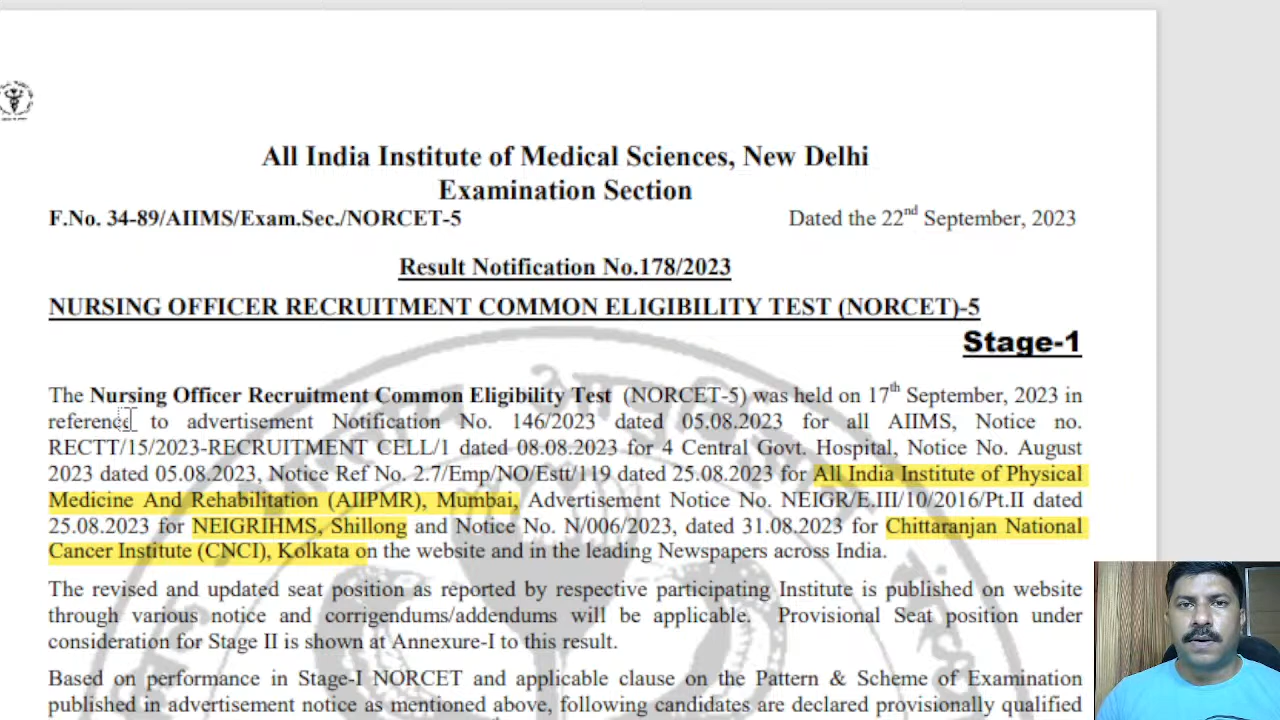 All India Institute of Medical Sciences, New Delhi
Examination Section
F.No. 34-89/AIIMS/Exam.Sec./NORCET-5 Dated the 22nd September, 2023
Result Notification No.178/2023
NURSING OFFICER RECRUITMENT COMMON ELIGIBILITY TEST (NORCET)-5
Stage-1
The Nursing Officer Recruitment Common Eligibility Test (NORCET-5) was held on 17th September, 2023 in
reference to advertisement Notification No. 146/2023 dated 05.08.2023 for all AIIMS, Notice no.
RECTT/15/2023-RECRUITMENT CELL/1 dated 08.08.2023 for 4 Central Govt. Hospital, Notice No. August
2023 dated 05.08.2023, Notice Ref No. 2.7/Emp/NO/Estt/119 dated 25.08.2023 for All India Institute of Physical
Medicine And Rehabilitation (AIIPMR), Mumbai, Advertisement Notice No. NEIGR/E.III/10/2016/Pt.II dated
25.08.2023 for NEIGRIHMS, Shillong and Notice No. N/006/2023, dated 31.08.2023 for Chittaranjan National
Cancer Institute (CNCI), Kolkata on the website and in the leading Newspapers across India.
The revised and updated seat position as reported by respective participating Institute is published on website
through various notice and corrigendums/addendums will be applicable. Provisional Seat position under
consideration for Stage II is shown at Annexure-I to this result.
Based on performance in Stage-I NORCET and applicable clause on the Pattern & Scheme of Examination
published in advertisement notice as mentioned above, following candidates are declared provisionally qualified